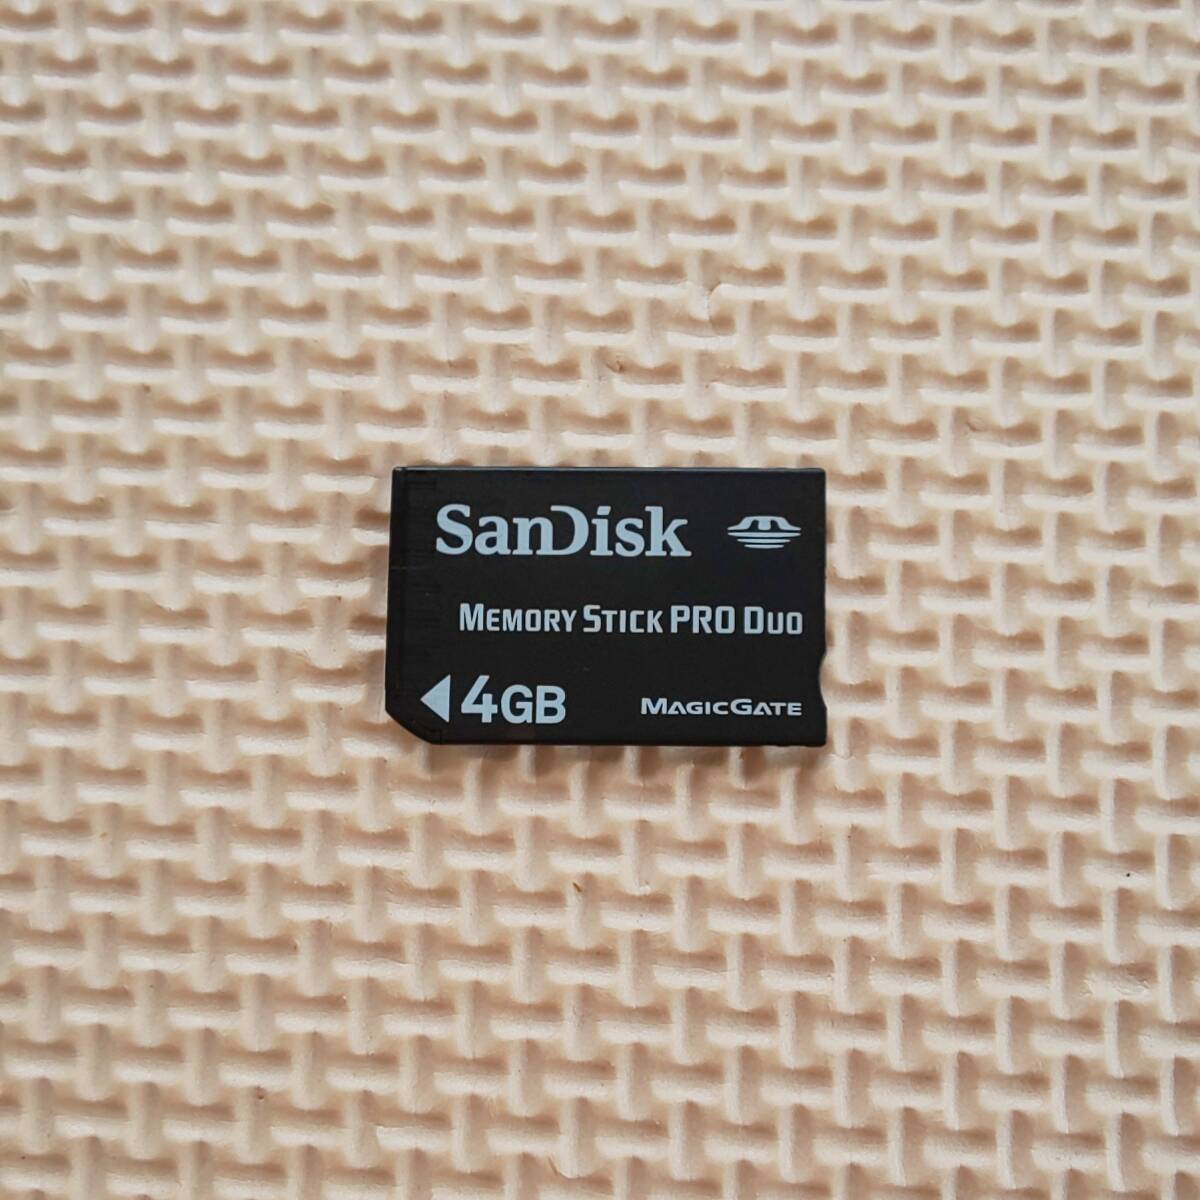 SanDisk
MEMORY STICK PRO DUO
4GB MAGICGATE